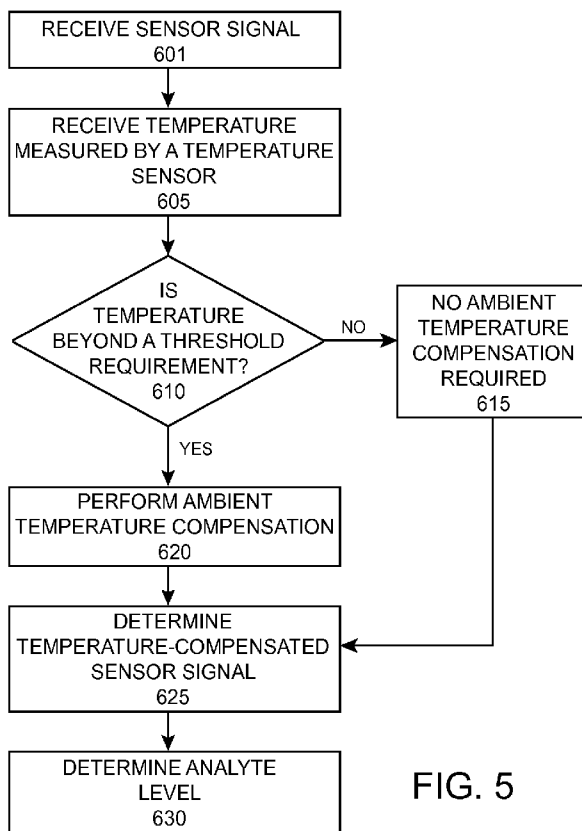 RECEIVE SENSOR SIGNAL
601
RECEIVE TEMPERATURE
MEASURED BY A TEMPERATURE
SENSOR
605
IS
TEMPERATURE
BEYOND A THRESHOLD
REQUIREMENT?
610
NO
NO AMBIENT
TEMPERATURE
COMPENSATION
REQUIRED
615
YES
PERFORM AMBIENT
TEMPERATURE COMPENSATION
620
DETERMINE
TEMPERATURE-COMPENSATED
SENSOR SIGNAL
625
DETERMINE ANALYTE
LEVEL
630
FIG. 5